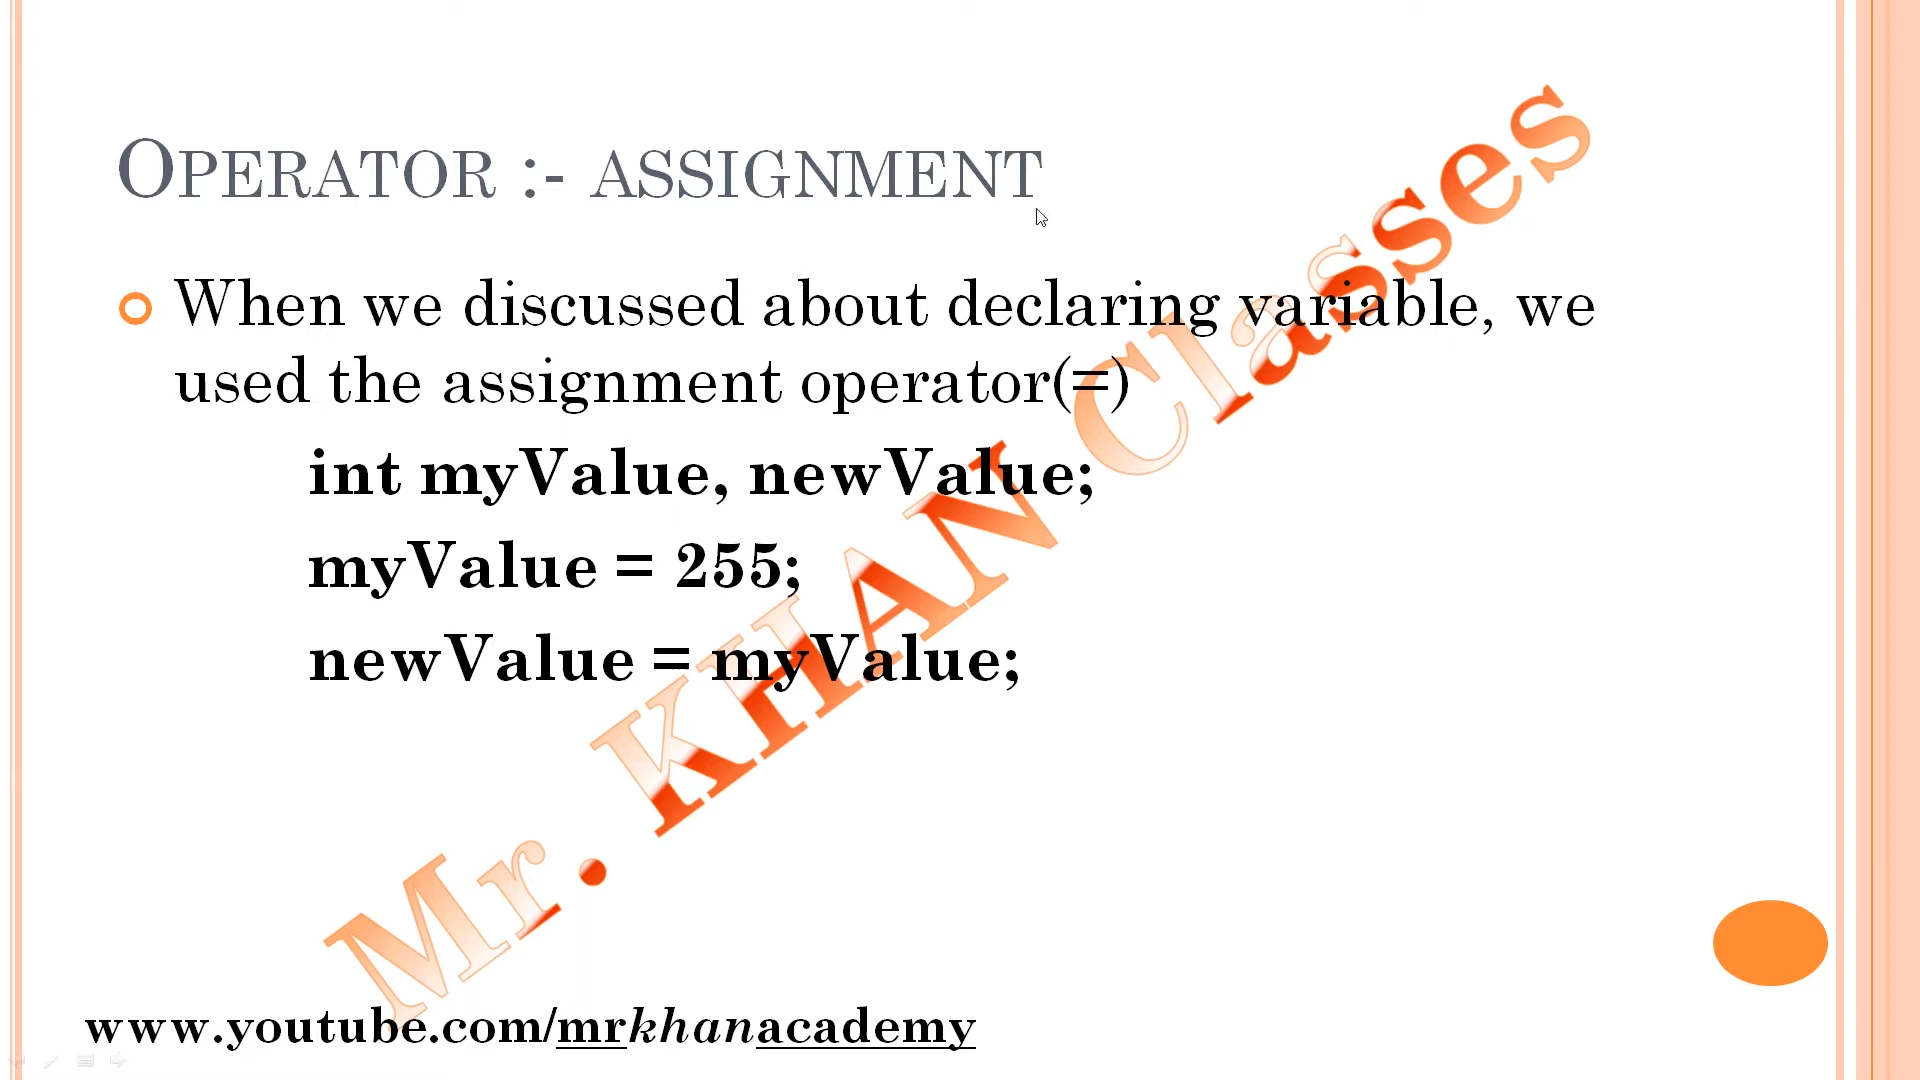 OPERATOR :- ASSIGNMENT
When we discussed about declaring variable, we
used the assignment operator(=)
int myValue, newValue;
myValue = 255;
newValue = myValue;
Mr. KHAN Classes
www.youtube.com/mrkhanacademy